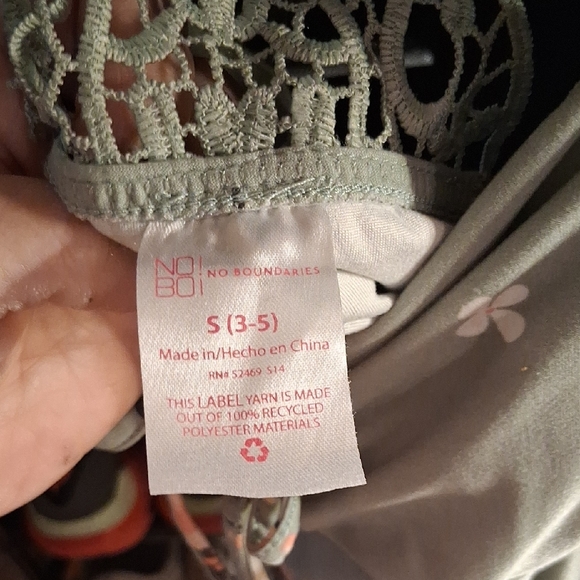 NO!
BO! NO BOUNDARIES
S (3-5)
Made in/Hecho en China
RN# 52469 S14
THIS LABEL YARN IS MADE
OUT OF 100% RECYCLED
POLYESTER MATERIALS